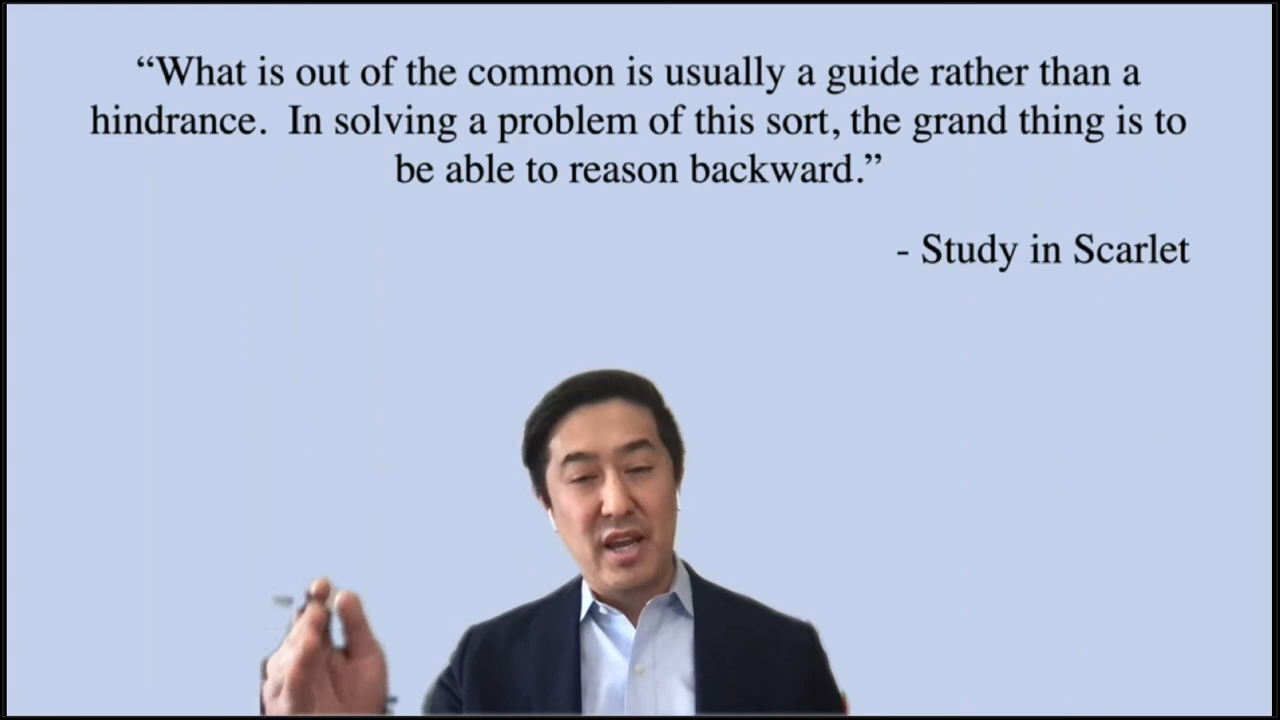 “What is out of the common is usually a guide rather than a
hindrance.  In solving a problem of this sort, the grand thing is to
be able to reason backward.”
- Study in Scarlet